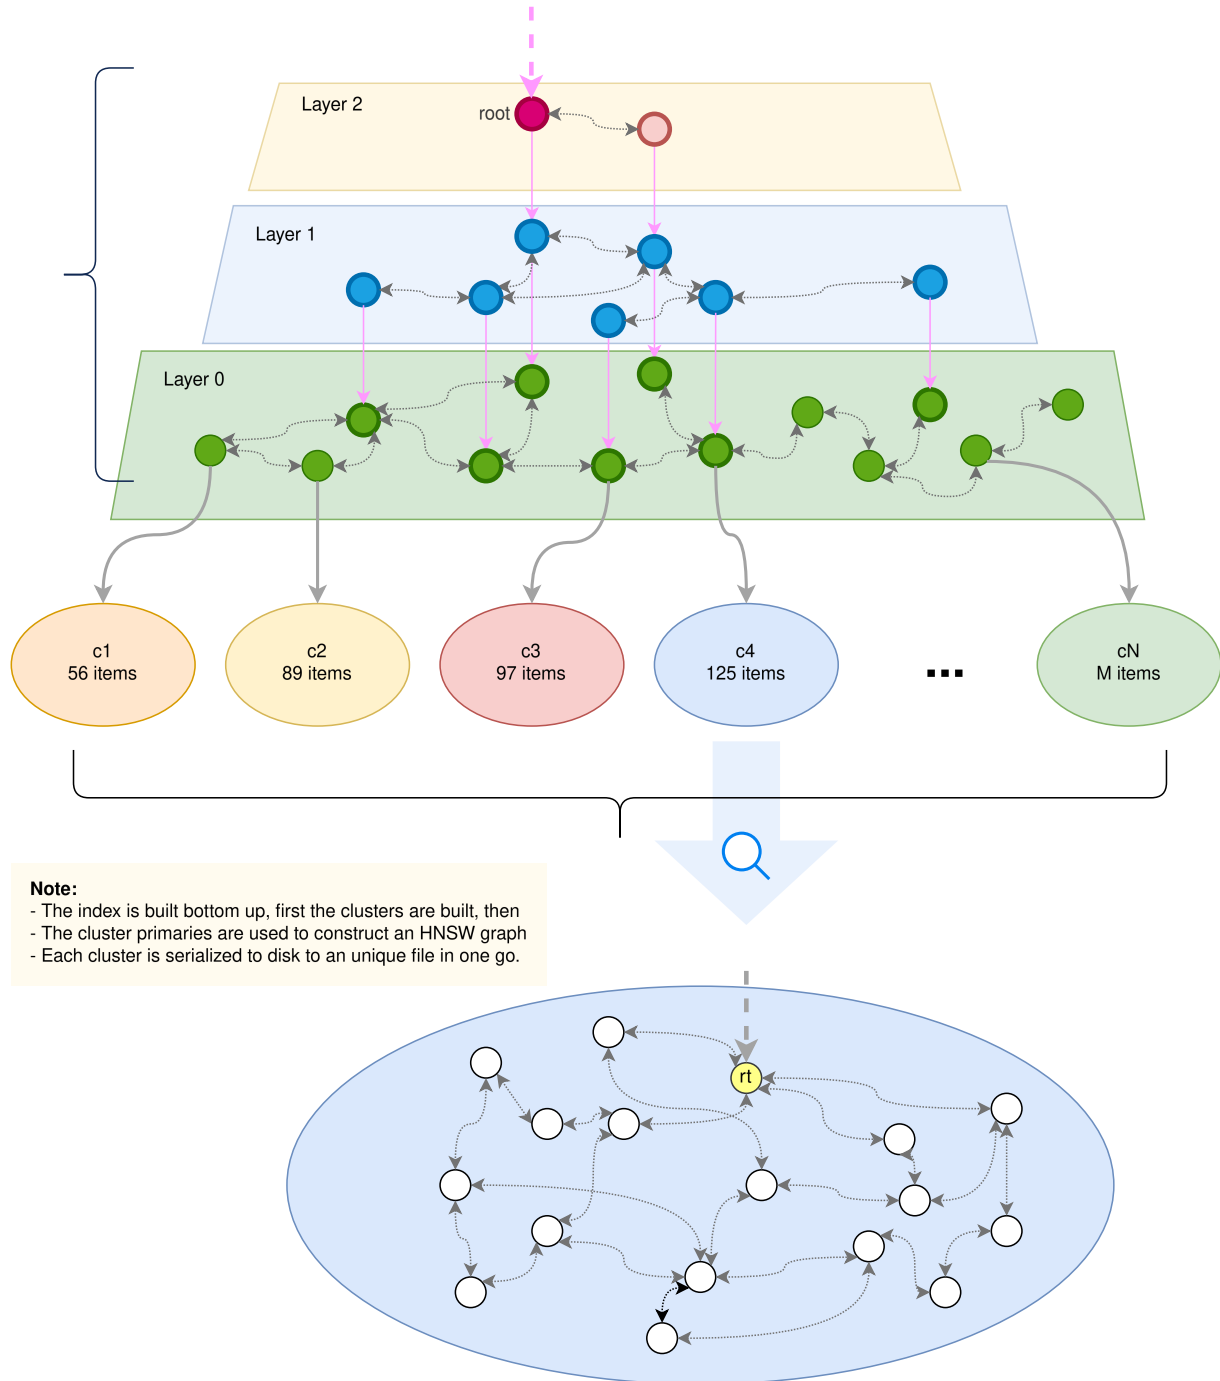 Layer 2
root
Layer 1
Layer 0
c1
56 items
c2
89 items
c3
97 items
c4
125 items
...
cN
M items
Note:
- The index is built bottom up, first the clusters are built, then
- The cluster primaries are used to construct an HNSW graph
- Each cluster is serialized to disk to an unique file in one go.
rt